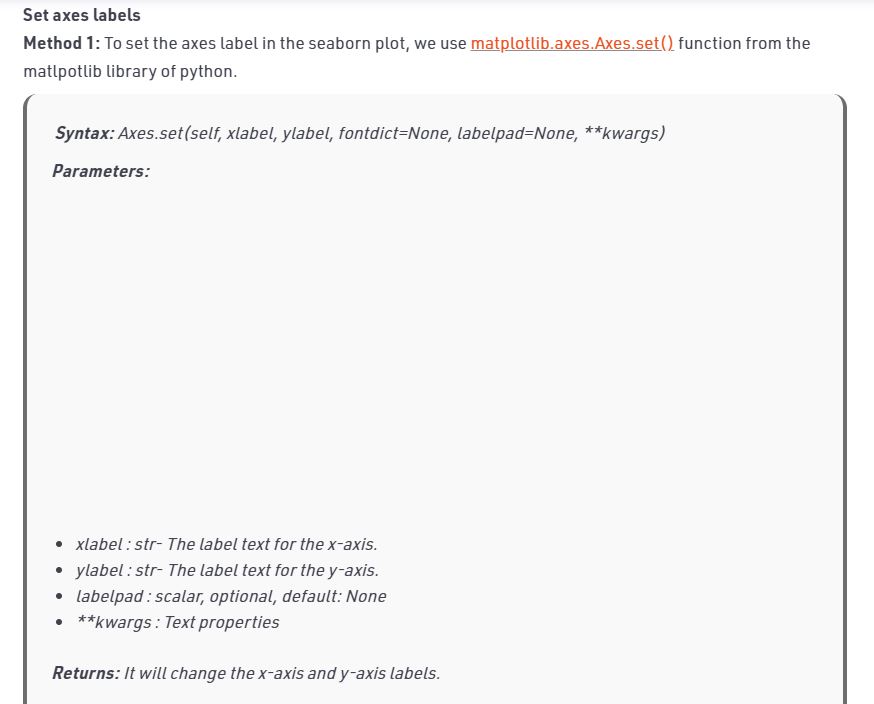 Set axes labels
Method 1: To set the axes label in the seaborn plot, we use matplotlib.axes.Axes.set() function from the
matlpotlib library of python.
Syntax: Axes.set(self, xlabel, ylabel, fontdict=None, labelpad=None, **kwargs)
Parameters:
• xlabel : str- The label text for the x-axis.
• ylabel : str- The label text for the y-axis.
• labelpad : scalar, optional, default: None
• **kwargs : Text properties
Returns: It will change the x-axis and y-axis labels.